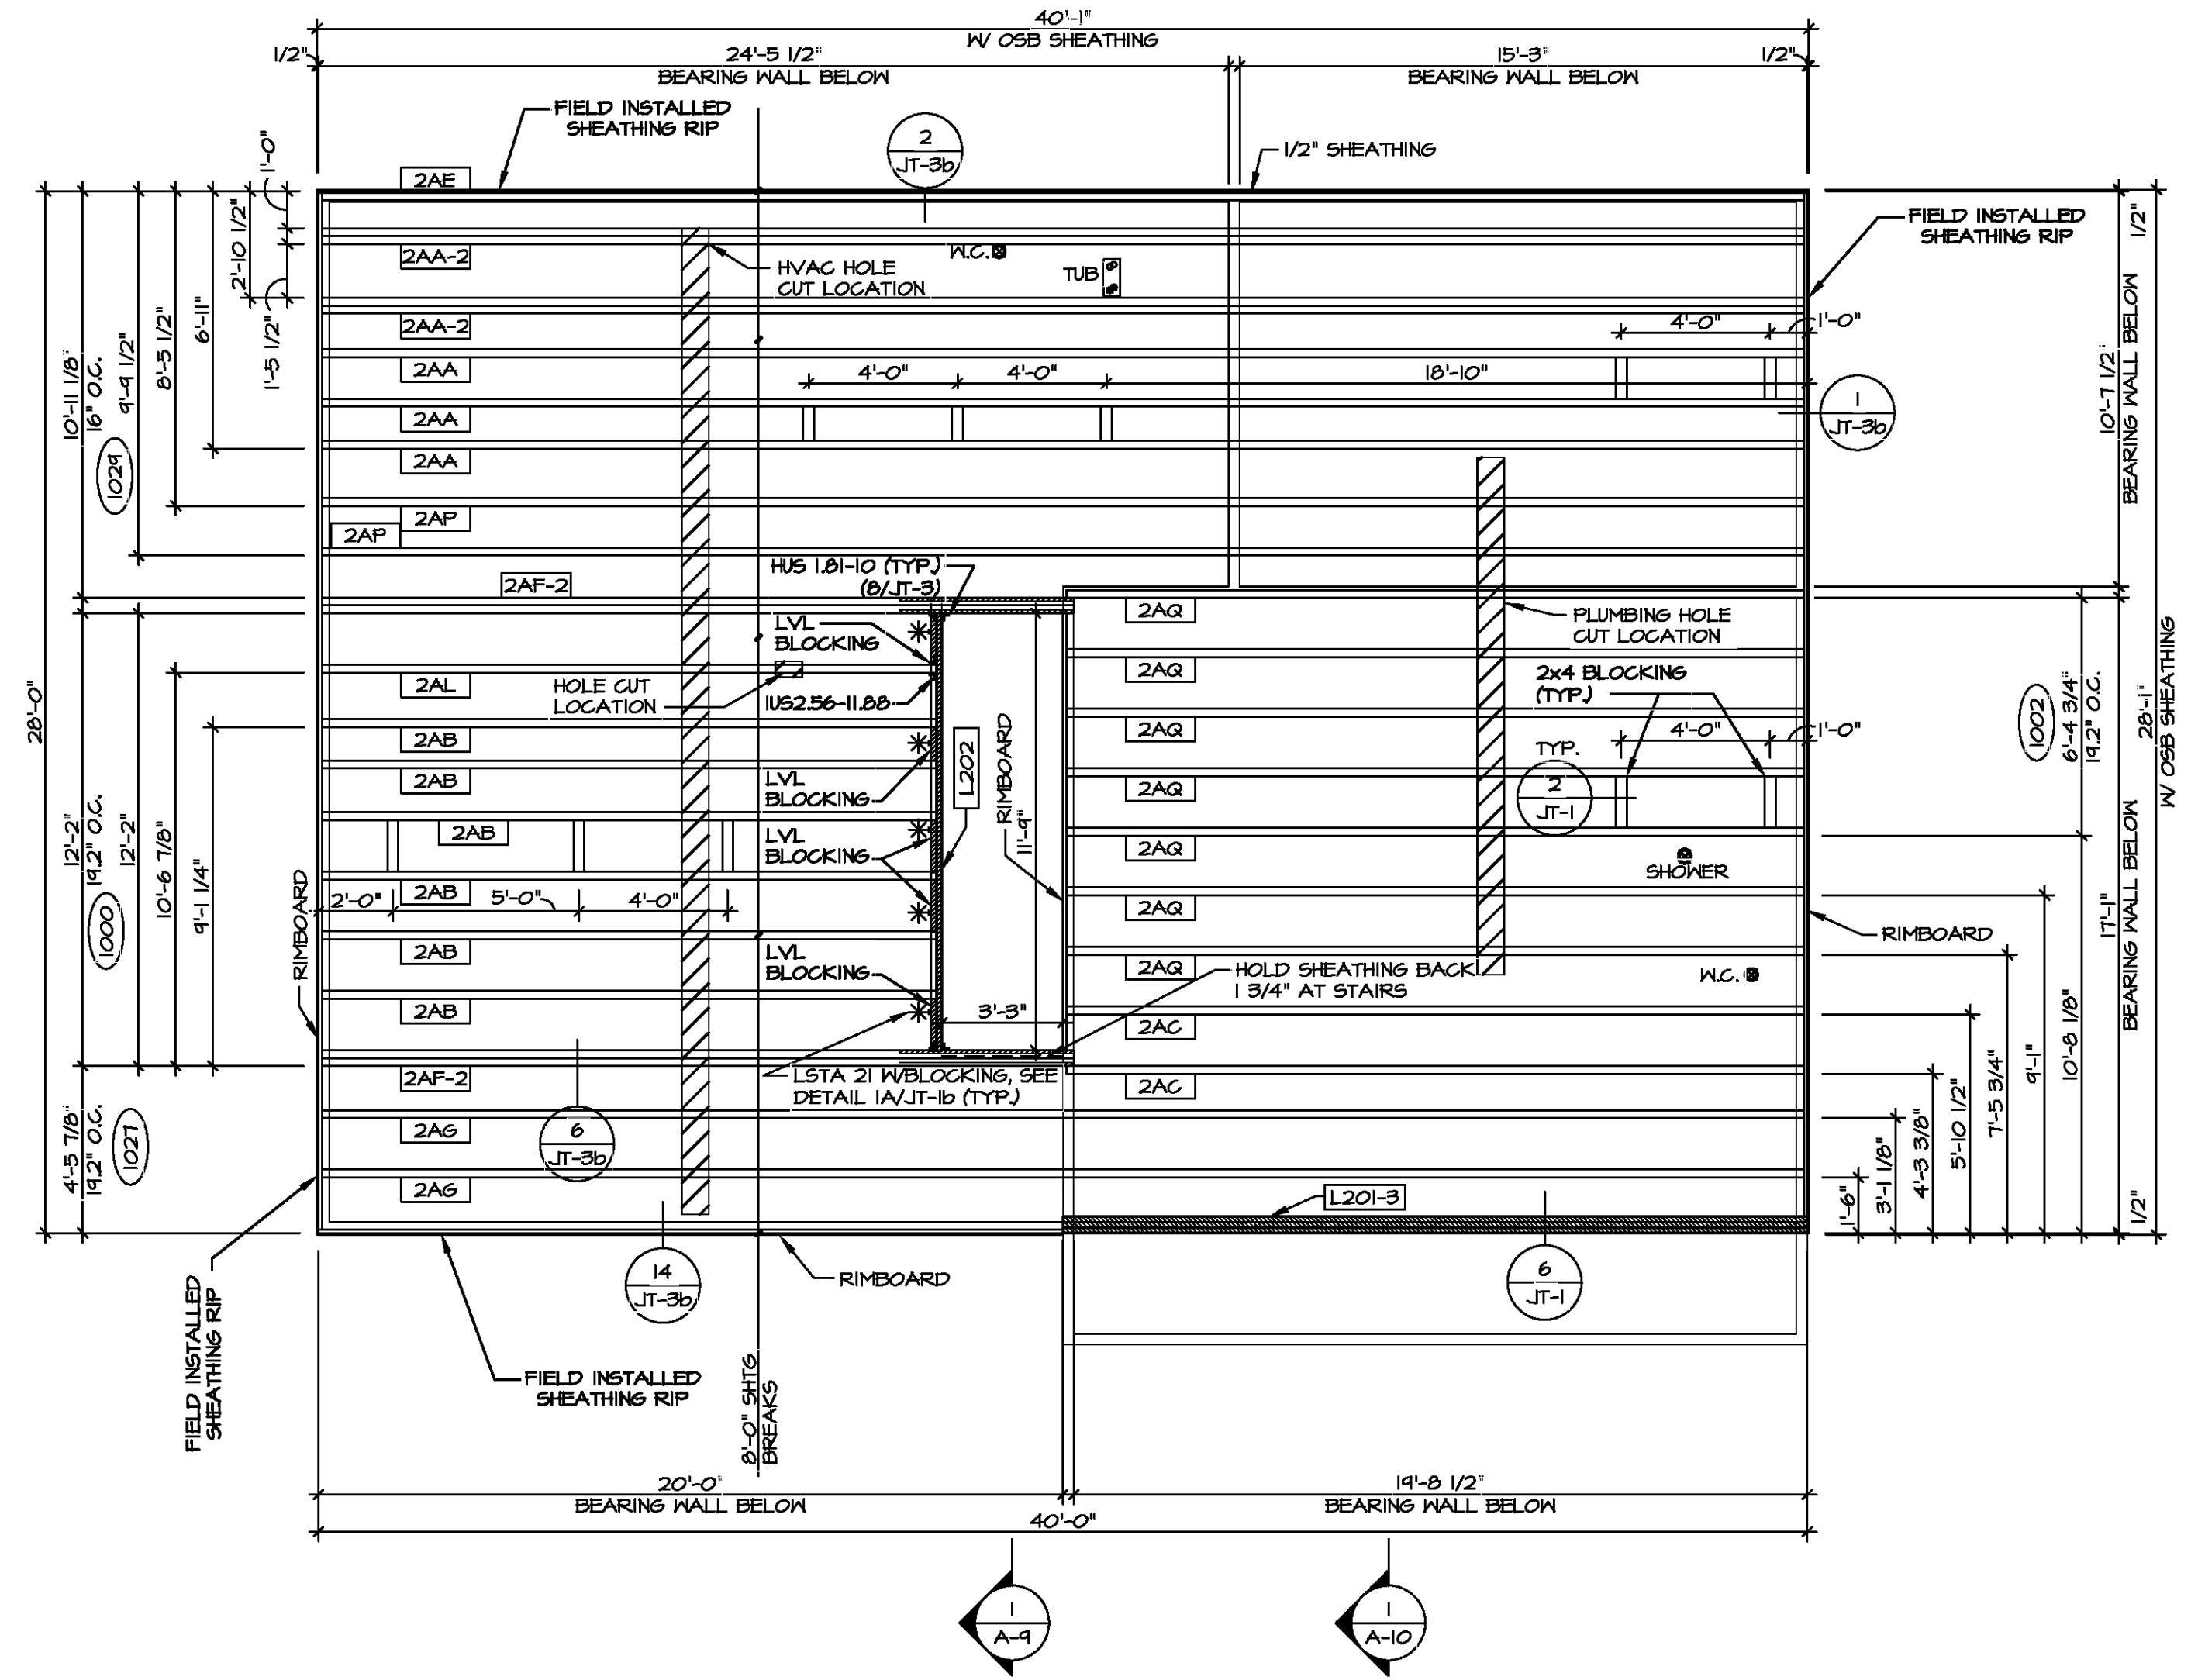 40'-1"
W/ OSB SHEATHING
1/2"
24'-5 1/2"
BEARING WALL BELOW
15'-3"
BEARING WALL BELOW
1/2"
FIELD INSTALLED
SHEATHING RIP
2
JT-3b
1/2" SHEATHING
1'-0"
2AE
2'-10 1/2"
1'-5 1/2"
6'-11"
8'-5 1/2"
9'-9 1/2"
10'-11 1/8"
16" O.C.
1029
28'-0"
2AA-2
HVAC HOLE
CUT LOCATION
W.C.
TUB
FIELD INSTALLED
SHEATHING RIP
1/2"
2AA-2
4'-0"
1'-0"
2AA
4'-0"
4'-0"
18'-10"
2AA
1
JT-3b
10'-7 1/2"
BEARING WALL BELOW
2AA
2AP
2AP
HUS 1.81-10 (TYP.)
(8/JT-3)
2AF-2
2AQ
PLUMBING HOLE
CUT LOCATION
LVL
BLOCKING
2AL
HOLE CUT
LOCATION
IUS2.56-11.88
2AQ
2x4 BLOCKING
(TYP.)
2AB
L202
RIMBOARD
11'-9"
2AQ
4'-0"
1'-0"
TYP.
2
JT-1
1002
6'-4 3/4"
19.2" O.C.
28'-1"
W/ OSB SHEATHING
2AB
LVL
BLOCKING
2AQ
12'-2"
19.2" O.C.
1000
12'-2"
10'-6 7/8"
9'-1 1/4"
2AB
LVL
BLOCKING
2AQ
SHOWER
RIMBOARD
2'-0"
2AB
5'-0"
4'-0"
2AQ
RIMBOARD
2AB
LVL
BLOCKING
2AQ
HOLD SHEATHING BACK
1 3/4" AT STAIRS
W.C.
17'-1"
BEARING WALL BELOW
2AB
3'-3"
2AC
2AF-2
LSTA 21 W/BLOCKING, SEE
DETAIL 1A/JT-1b (TYP.)
2AC
4'-5 7/8"
19.2" O.C.
1027
2AG
6
JT-3b
2AG
L201-3
1'-6"
3'-1 1/8"
4'-3 3/8"
5'-10 1/2"
7'-5 3/4"
9'-1"
10'-8 1/8"
1/2"
14
JT-3b
RIMBOARD
6
JT-1
FIELD INSTALLED
SHEATHING RIP
FIELD INSTALLED
SHEATHING RIP
8'-0" SHTG
BREAKS
20'-0"
BEARING WALL BELOW
19'-8 1/2"
BEARING WALL BELOW
40'-0"
1
A-9
1
A-10